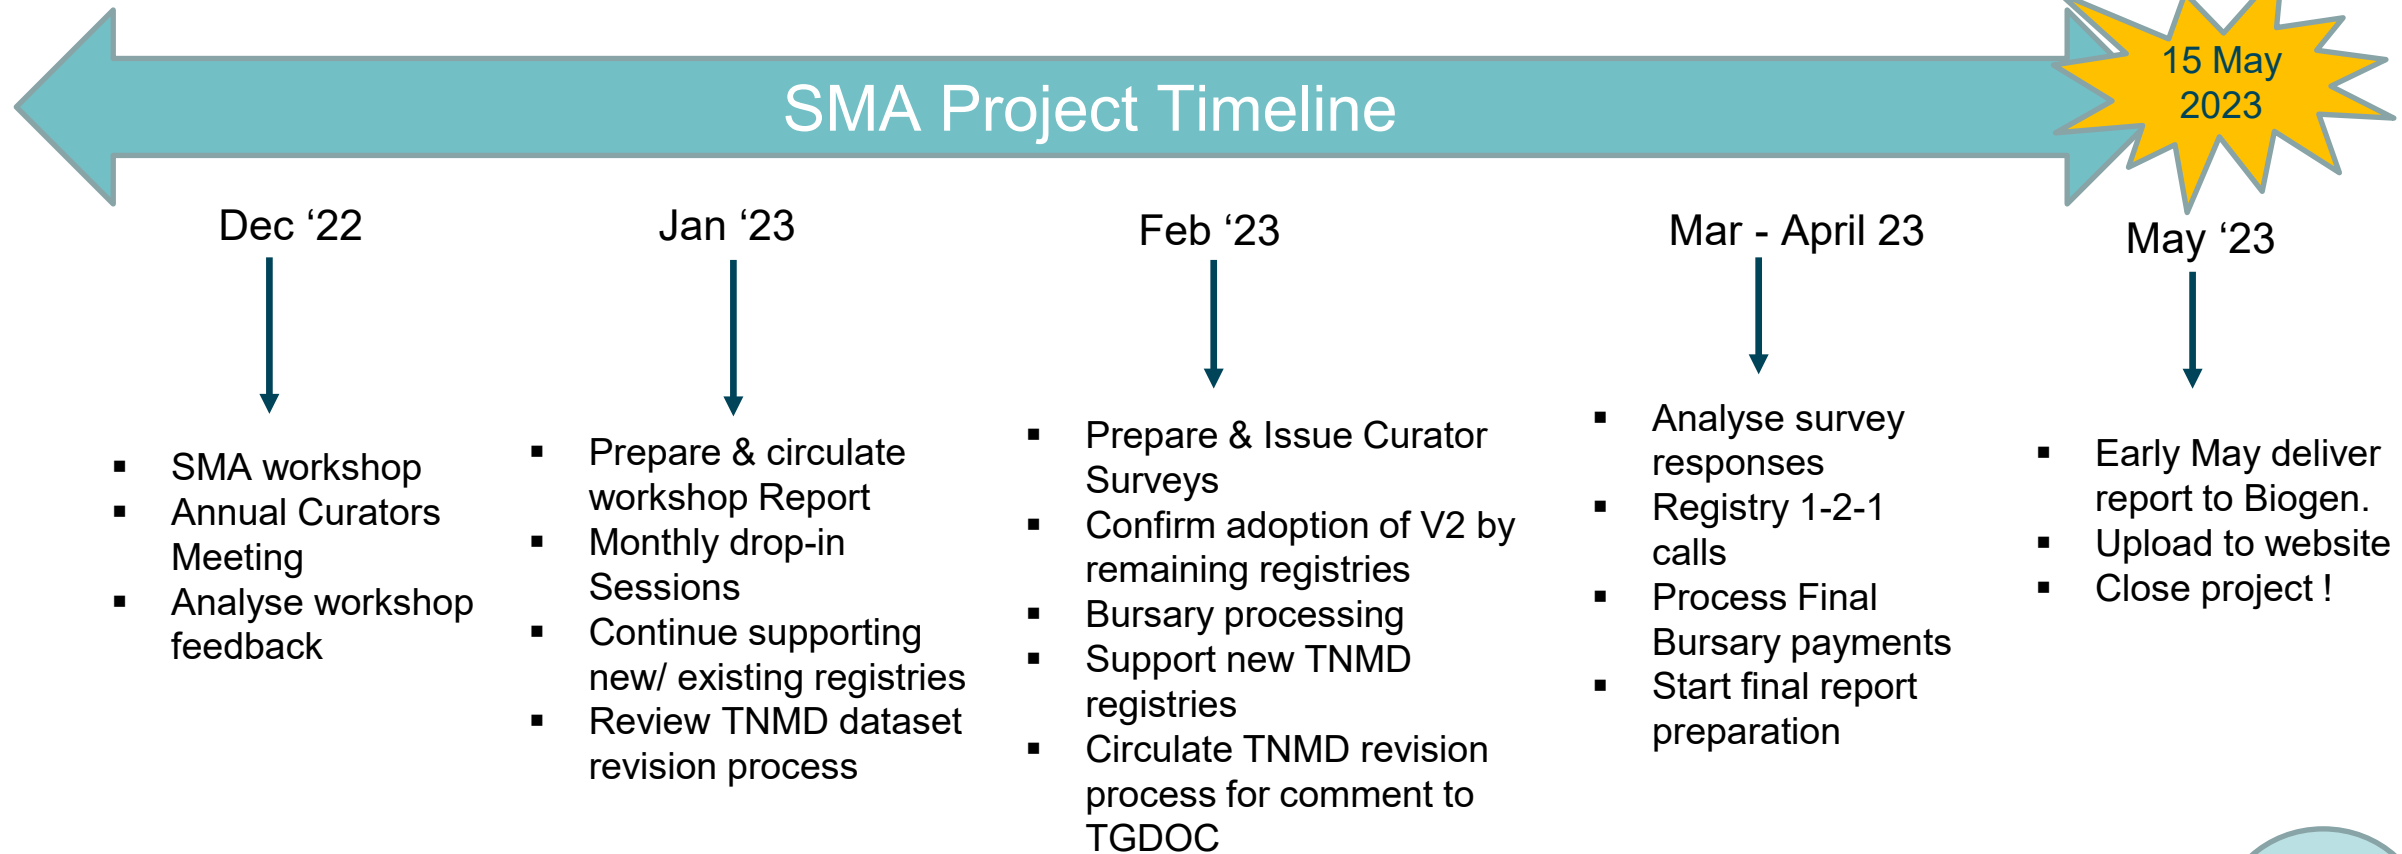 SMA Project Timeline
15 May
2023
Dec ‘22
▪ SMA workshop
▪ Annual Curators
Meeting
▪ Analyse workshop
feedback
Jan ‘23
▪ Prepare & circulate
workshop Report
▪ Monthly drop-in
Sessions
▪ Continue supporting
new/ existing registries
▪ Review TNMD dataset
revision process
Feb ‘23
▪ Prepare & Issue Curator
Surveys
▪ Confirm adoption of V2 by
remaining registries
▪ Bursary processing
▪ Support new TNMD
registries
▪ Circulate TNMD revision
process for comment to
TGDOC
Mar - April 23
▪ Analyse survey
responses
▪ Registry 1-2-1
calls
▪ Process Final
Bursary payments
▪ Start final report
preparation
May ‘23
▪ Early May deliver
report to Biogen.
▪ Upload to website
▪ Close project !